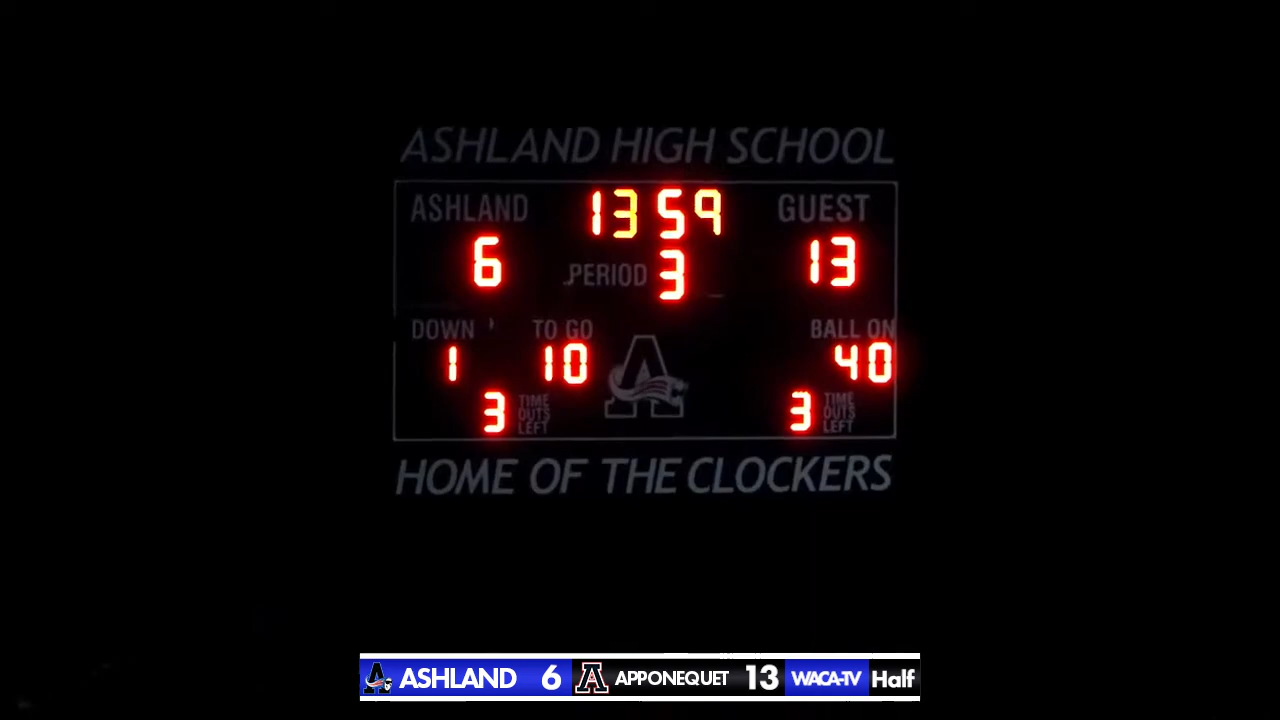 ASHLAND HIGH SCHOOL
ASHLAND 13 59 GUEST
6 PERIOD 3 13
DOWN TO GO BALL ON
1 10 A 40
3 TIME OUTS LEFT 3 TIME OUTS LEFT
HOME OF THE CLOCKERS
A ASHLAND 6 A APPONEQUET 13 WACA-TV Half